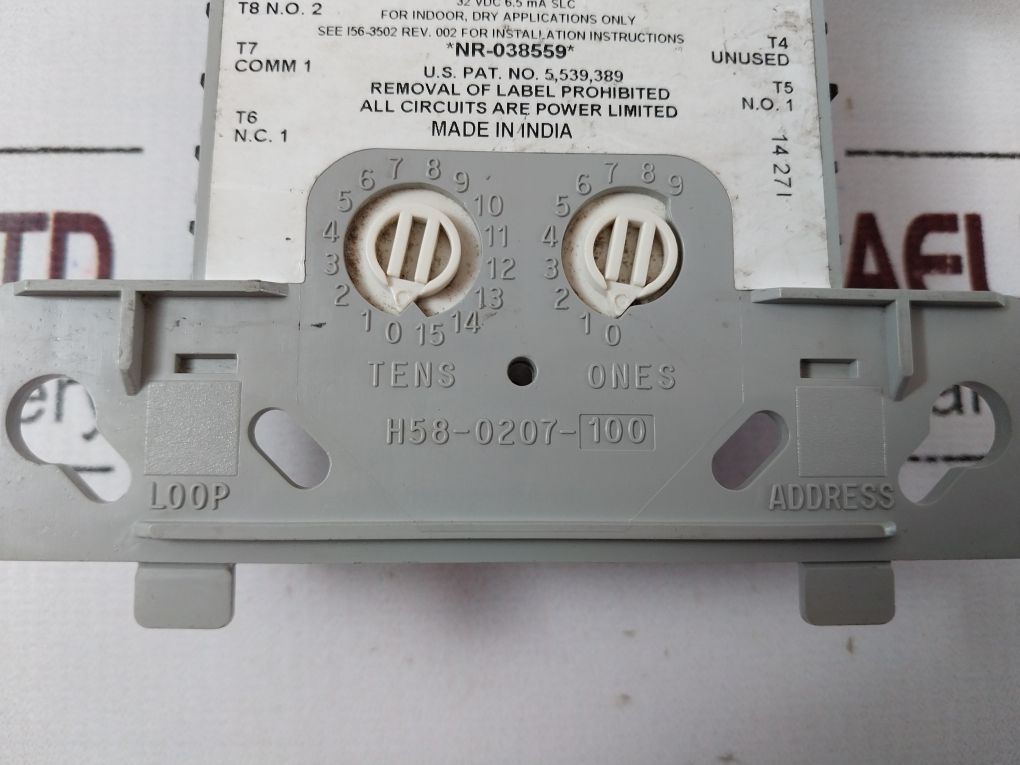 T8 N.O. 2
32 VDC 6.5 mA SLC
FOR INDOOR, DRY APPLICATIONS ONLY
SEE I56-3502 REV. 002 FOR INSTALLATION INSTRUCTIONS
*NR-038559*
U.S. PAT. NO. 5,539,389
REMOVAL OF LABEL PROHIBITED
ALL CIRCUITS ARE POWER LIMITED
MADE IN INDIA
T7
COMM 1
T6
N.C. 1
T4
UNUSED
T5
N.O. 1
14 271
0 1 2 3 4 5 6 7 8 9 10 11 12 13 14 15
TENS
0 1 2 3 4 5 6 7 8 9
ONES
H58-0207-100
LOOP
ADDRESS
TD
AEL